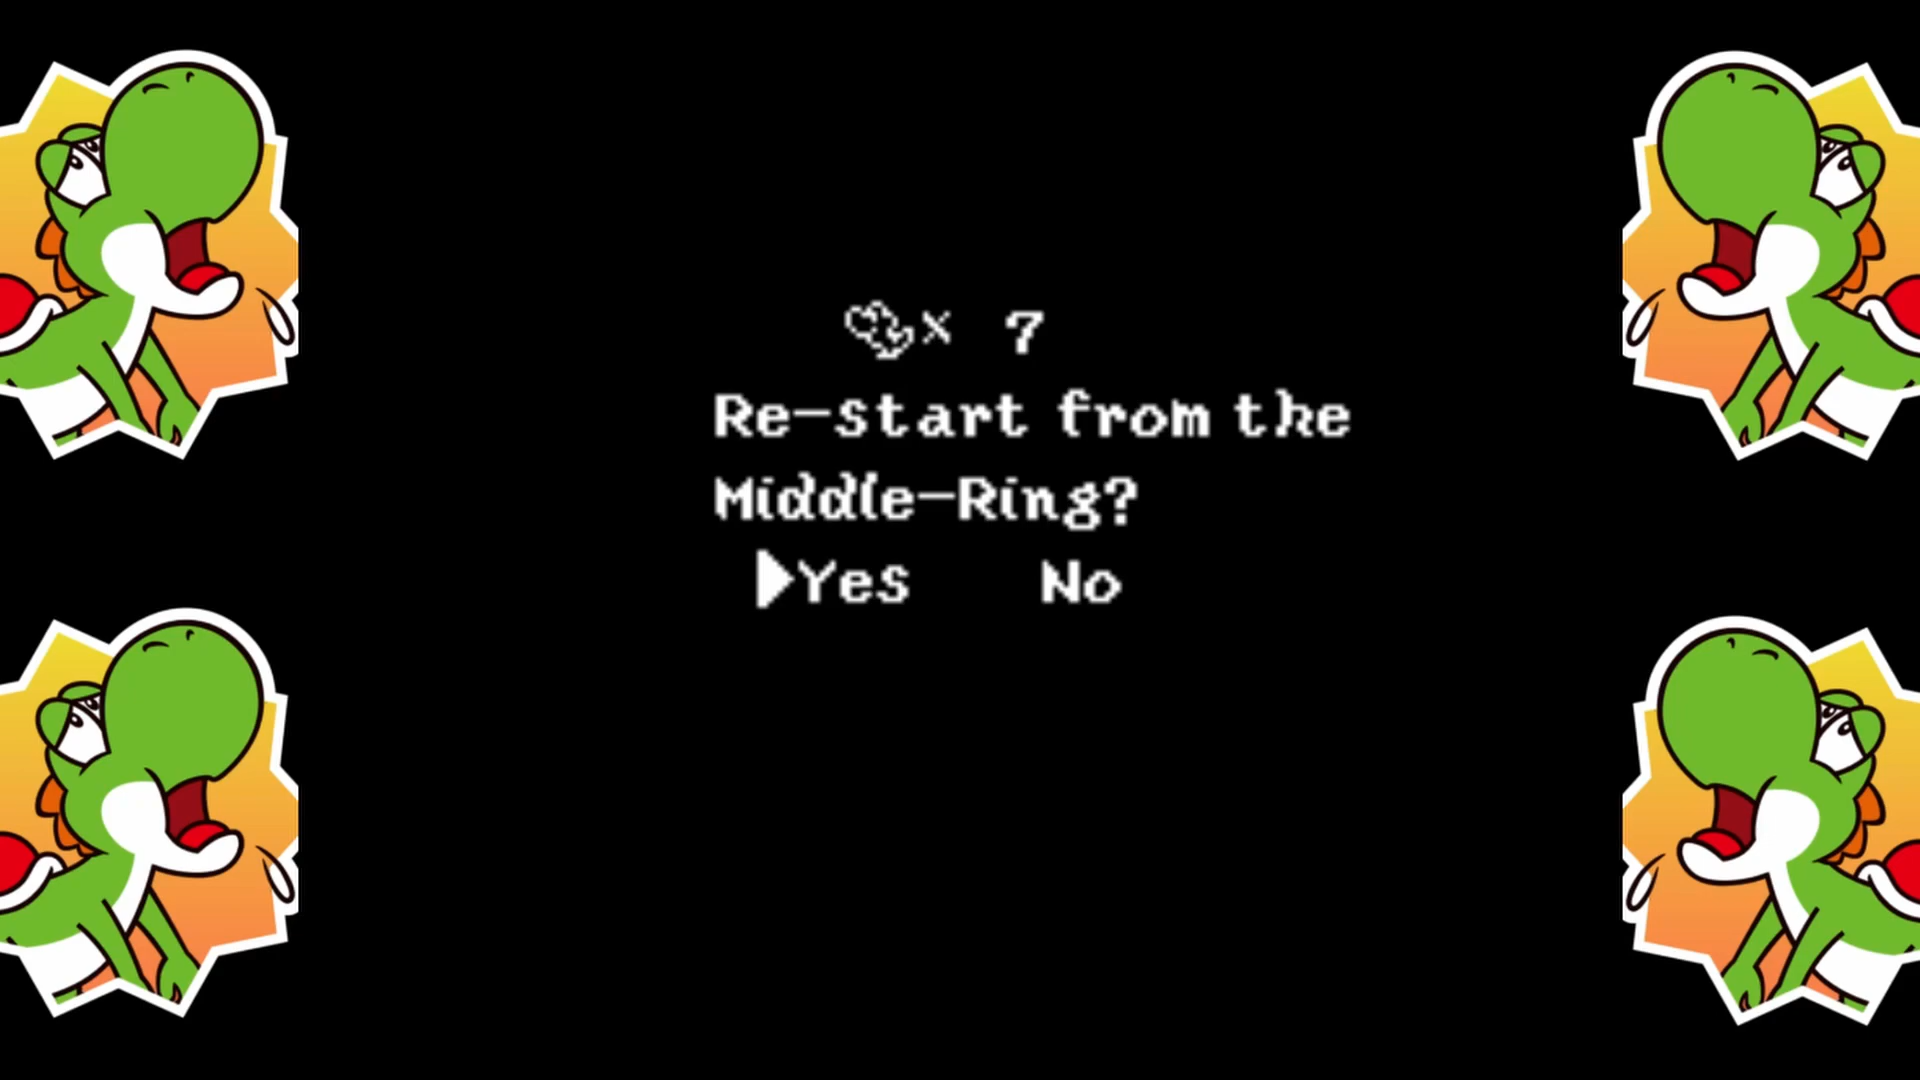 × 7
Re-start from the
Middle-Ring?
▶Yes No